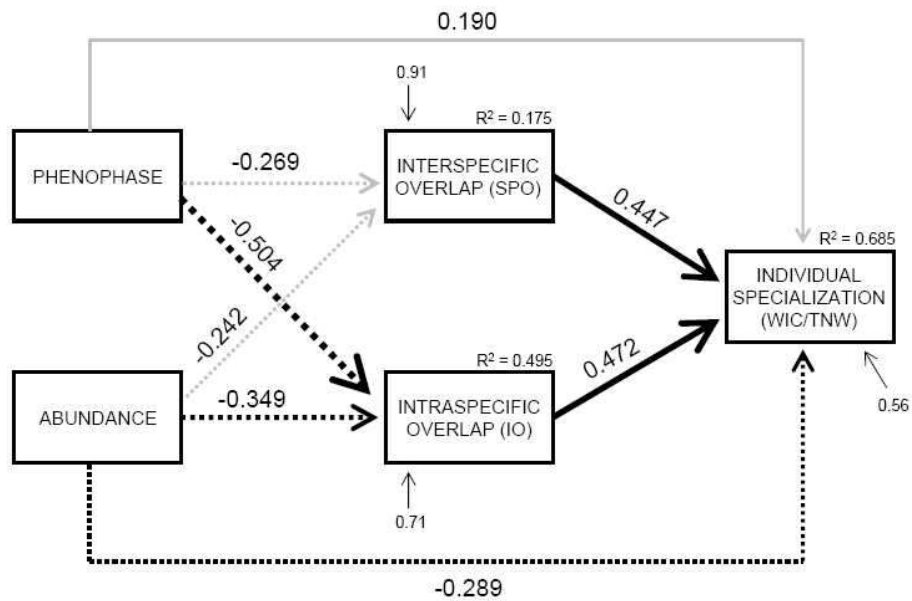 0.190
0.91
R² = 0.175
PHENOPHASE
-0.269
INTERSPECIFIC
OVERLAP (SPO)
0.447
-0.504
R² = 0.685
INDIVIDUAL
SPECIALIZATION
(WIC/TNW)
-0.242
R² = 0.495
0.472
ABUNDANCE
-0.349
INTRASPECIFIC
OVERLAP (IO)
0.56
0.71
-0.289